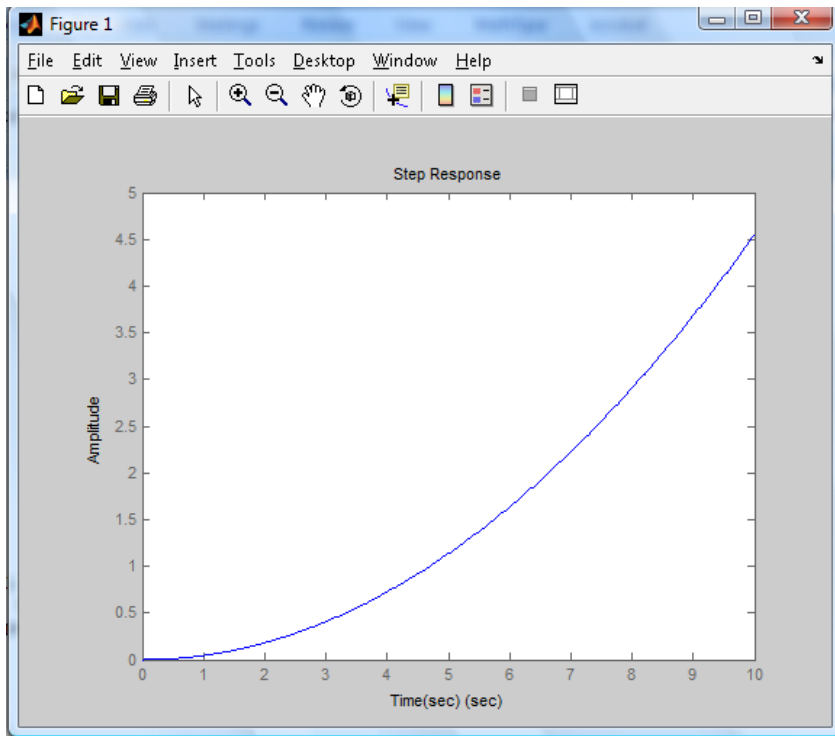 Figure 1
File Edit View Insert Tools Desktop Window Help
Step Response
5
4.5
4
3.5
3
2.5
2
1.5
1
0.5
0
Amplitude
0 1 2 3 4 5 6 7 8 9 10
Time(sec) (sec)